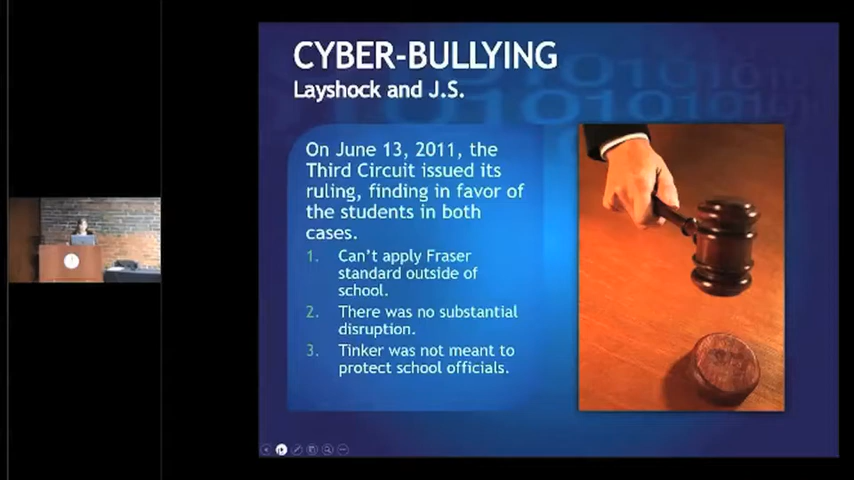 CYBER-BULLYING
Layshock and J.S.
On June 13, 2011, the
Third Circuit issued its
ruling, finding in favor of
the students in both
cases.
1. Can't apply Fraser
standard outside of
school.
2. There was no substantial
disruption.
3. Tinker was not meant to
protect school officials.